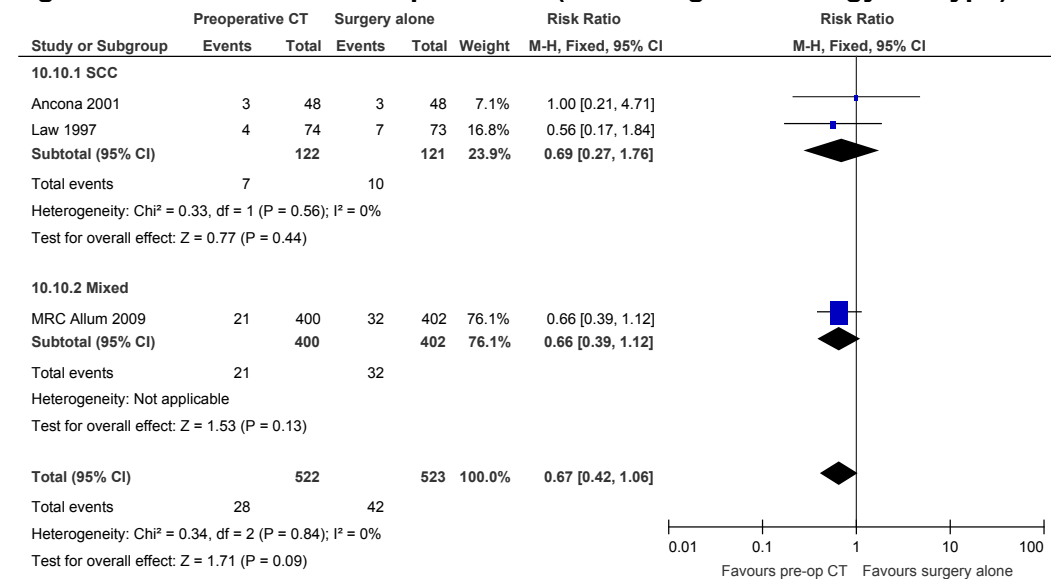 Preoperative CT Surgery alone Risk Ratio Risk Ratio
Study or Subgroup Events Total Events Total Weight M-H, Fixed, 95% CI M-H, Fixed, 95% CI
10.10.1 SCC
Ancona 2001 3 48 3 48 7.1% 1.00 [0.21, 4.71]
Law 1997 4 74 7 73 16.8% 0.56 [0.17, 1.84]
Subtotal (95% CI) 122 121 23.9% 0.69 [0.27, 1.76]
Total events 7 10
Heterogeneity: Chi² = 0.33, df = 1 (P = 0.56); I² = 0%
Test for overall effect: Z = 0.77 (P = 0.44)
10.10.2 Mixed
MRC Allum 2009 21 400 32 402 76.1% 0.66 [0.39, 1.12]
Subtotal (95% CI) 400 402 76.1% 0.66 [0.39, 1.12]
Total events 21 32
Heterogeneity: Not applicable
Test for overall effect: Z = 1.53 (P = 0.13)
Total (95% CI) 522 523 100.0% 0.67 [0.42, 1.06]
Total events 28 42
Heterogeneity: Chi² = 0.34, df = 2 (P = 0.84); I² = 0%
Test for overall effect: Z = 1.71 (P = 0.09)
0.01 0.1 1 10 100
Favours pre-op CT Favours surgery alone